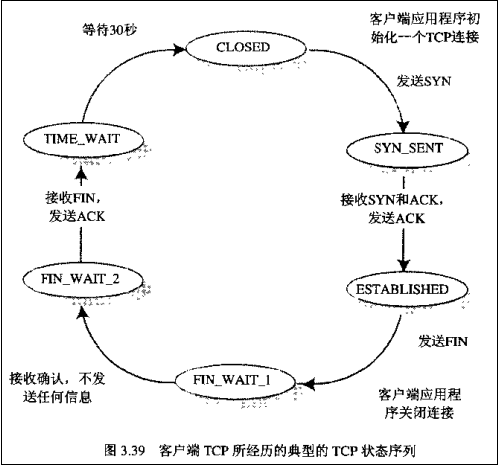 等待30秒
CLOSED
客户端应用程序初
始化一个TCP连接
发送SYN
SYN_SENT
接收SYN和ACK,
发送ACK
ESTABLISHED
发送FIN
客户端应用程
序关闭连接
FIN_WAIT_1
接收确认，不发
送任何信息
FIN_WAIT_2
接收FIN,
发送ACK
TIME_WAIT
图 3.39 客户端 TCP 所经历的典型的 TCP 状态序列